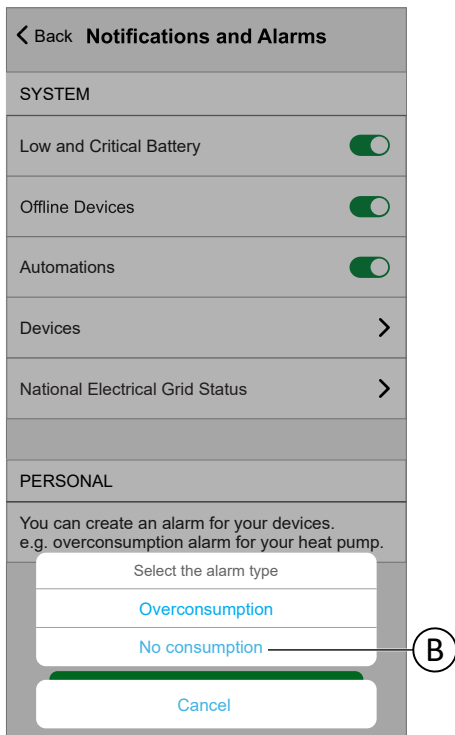 Back Notifications and Alarms
SYSTEM
Low and Critical Battery
Offline Devices
Automations
Devices
National Electrical Grid Status
PERSONAL
You can create an alarm for your devices.
e.g. overconsumption alarm for your heat pump.
Select the alarm type
Overconsumption
No consumption
B
Cancel